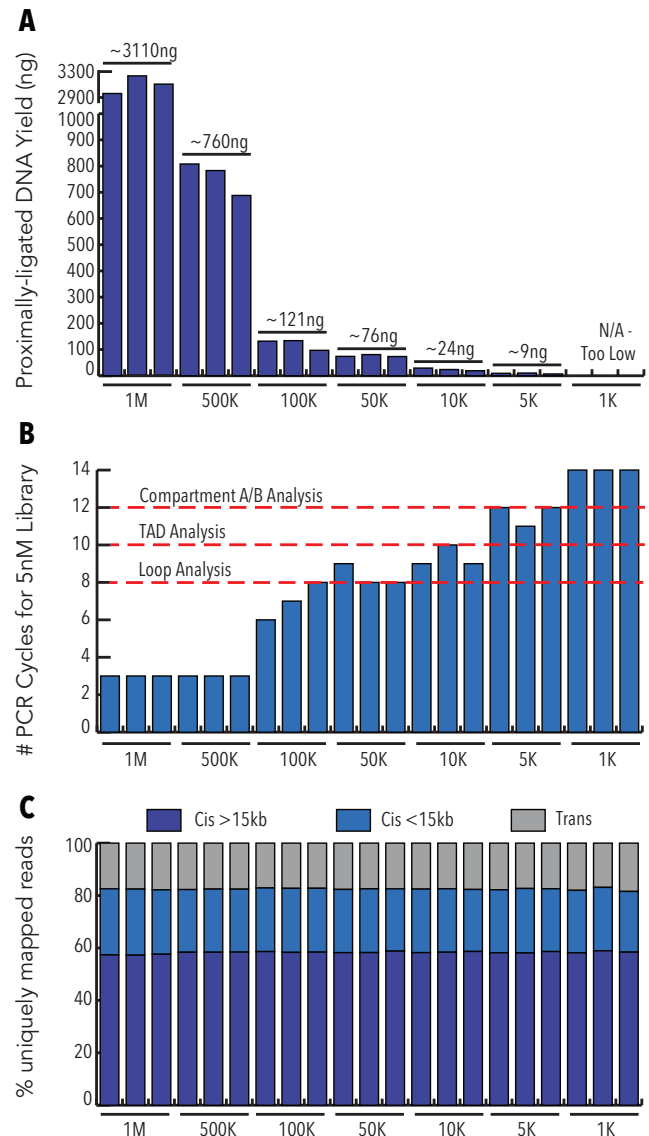 A
Proximally-ligated DNA Yield (ng)
3300
2900
1000
900
800
700
600
500
400
300
200
100
0
~3110ng
~760ng
~121ng
~76ng
~24ng
~9ng
N/A -
Too Low
1M 500K 100K 50K 10K 5K 1K
B
# PCR Cycles for 5nM Library
14
12
10
8
6
4
2
0
Compartment A/B Analysis
TAD Analysis
Loop Analysis
1M 500K 100K 50K 10K 5K 1K
C
Cis >15kb Cis <15kb Trans
% uniquely mapped reads
100
80
60
40
20
0
1M 500K 100K 50K 10K 5K 1K